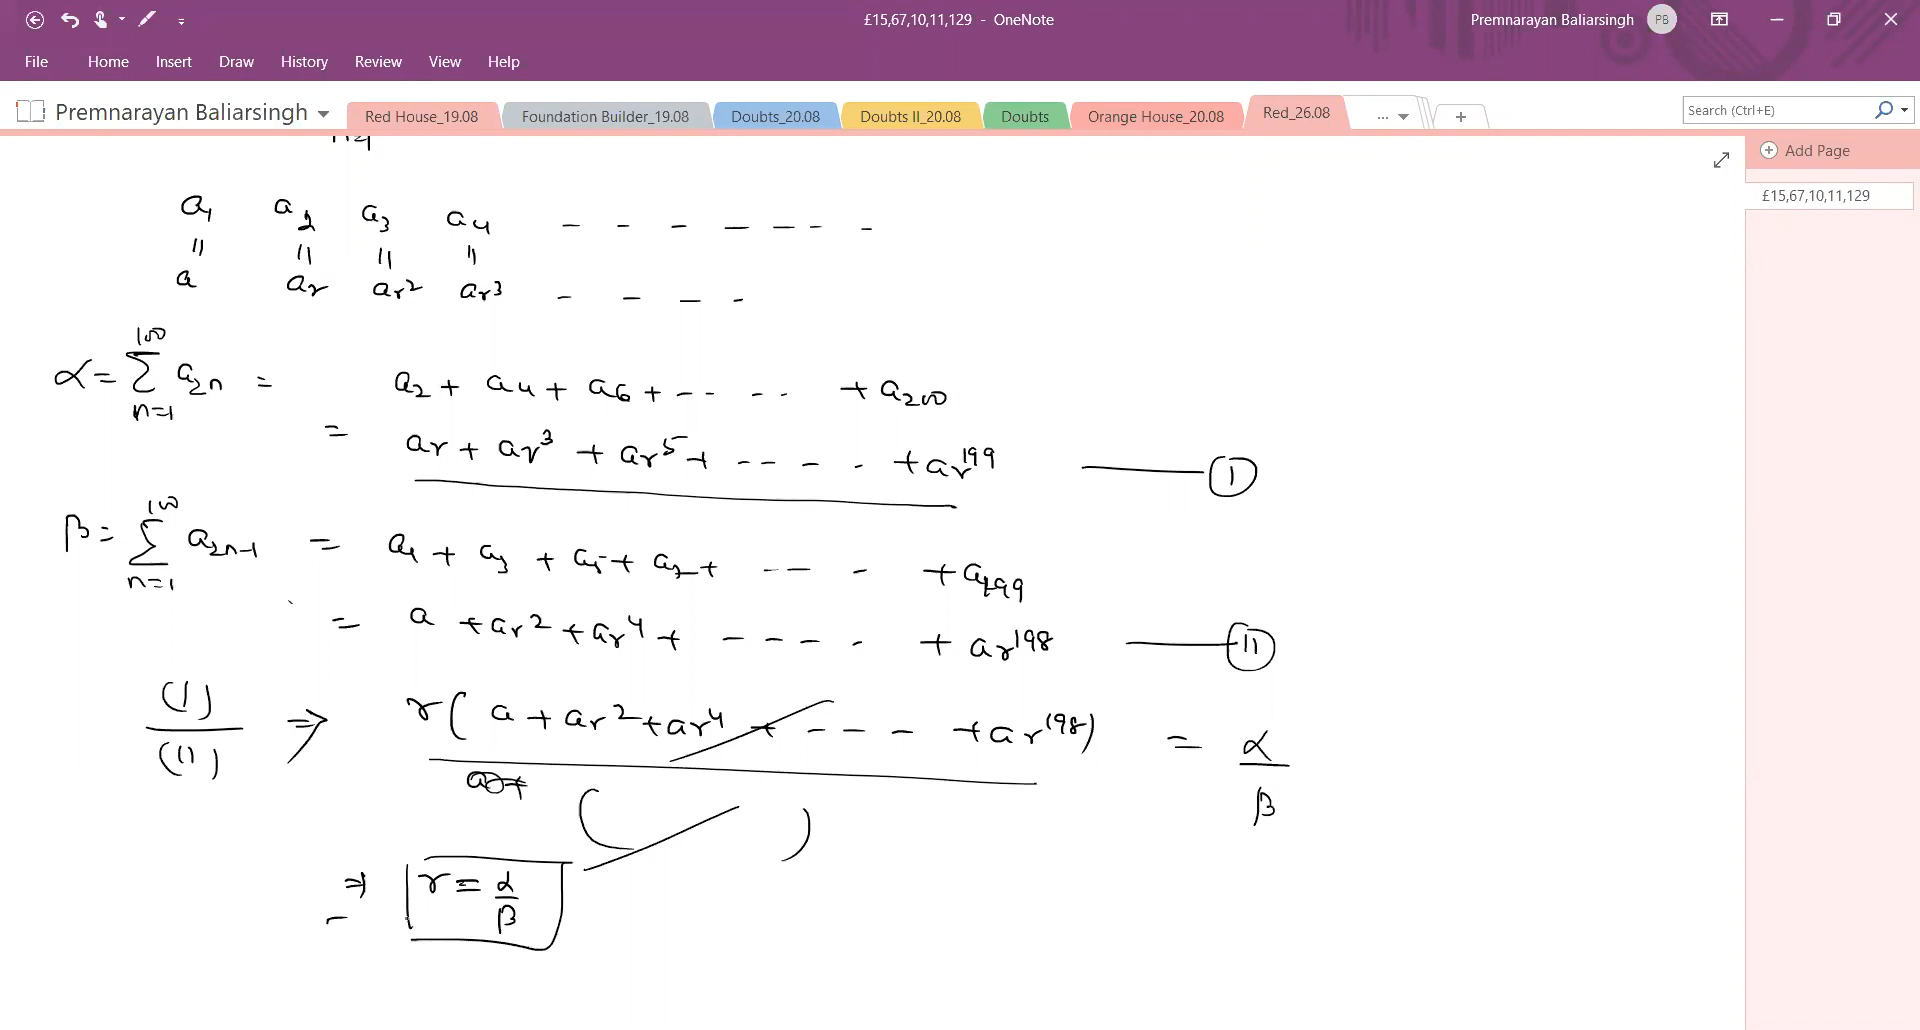 £15,67,10,11,129 - OneNote
Premnarayan Baliarsingh PB
File Home Insert Draw History Review View Help
Premnarayan Baliarsingh
Red House_19.08 Foundation Builder_19.08 Doubts_20.08 Doubts II_20.08 Doubts Orange House_20.08 Red_26.08 ... +
Search (Ctrl+E)
Add Page
£15,67,10,11,129
a₁ a₂ a₃ a₄ - - - - - - -
|| || || ||
a ar ar² ar³ - - - -
100
α = Σ a₂ₙ = a₂ + a₄ + a₆ + - - - - + a₂₀₀
n=1
= ar + ar³ + ar⁵ + - - - - + ar¹⁹⁹ (I)
100
β = Σ a₂ₙ₋₁ = a₁ + a₃ + a₅ + a₇ + - - - + a₁₉₉
n=1
= a + ar² + ar⁴ + - - - - - + ar¹⁹⁸ (II)
(I)/(II) ⇒ r(a + ar² + ar⁴ + - - - + ar¹⁹⁸) = α/β
( )
⇒ r = α/β